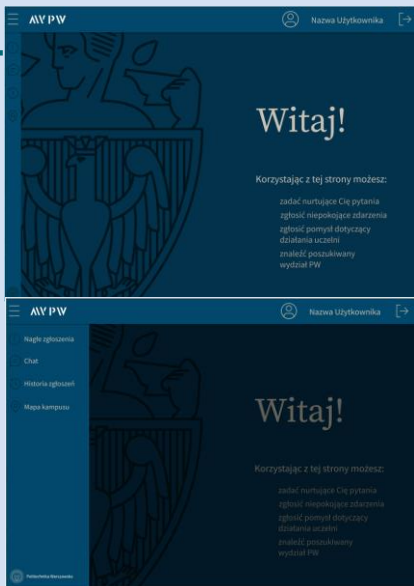 MYPW
Nazwa Użytkownika
Witaj!
Korzystając z tej strony możesz:
zadać nurtujące Cię pytania
zgłosić niepokojące zdarzenia
zgłosić pomysł dotyczący
działania uczelni
znaleźć poszukiwany
wydział PW
MYPW
Nazwa Użytkownika
Nagłe zgłoszenia
Chat
Historia zgłoszeń
Mapa kampusu
Witaj!
Korzystając z tej strony możesz:
zadać nurtujące Cię pytania
zgłosić niepokojące zdarzenia
zgłosić pomysł dotyczący
działania uczelni
znaleźć poszukiwany
wydział PW
Politechnika Warszawska